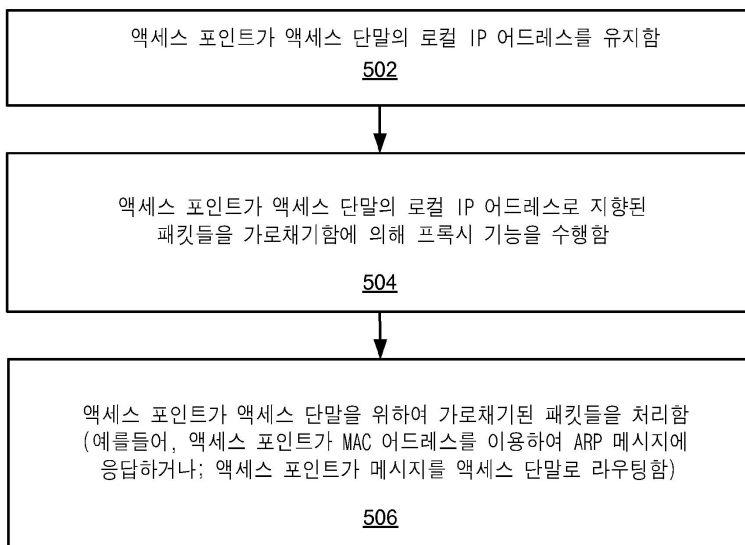 액세스 포인트가 액세스 단말의 로컬 IP 어드레스를 유지함
502
액세스 포인트가 액세스 단말의 로컬 IP 어드레스로 지향된
패킷들을 가로채기함에 의해 프록시 기능을 수행함
504
액세스 포인트가 액세스 단말을 위하여 가로채기된 패킷들을 처리함
(예를들어, 액세스 포인트가 MAC 어드레스를 이용하여 ARP 메시지에
응답하거나; 액세스 포인트가 메시지를 액세스 단말로 라우팅함)
506